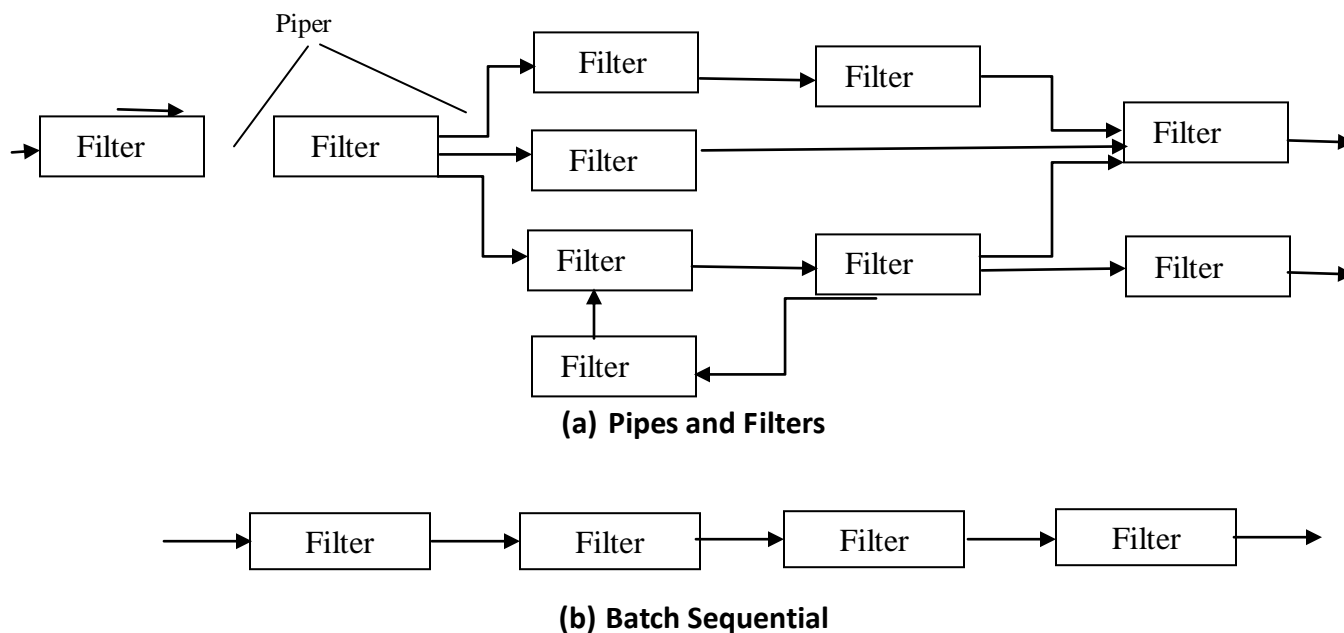 Piper
Filter Filter
Filter Filter Filter
Filter
Filter Filter Filter
Filter
(a) Pipes and Filters
Filter Filter Filter Filter
(b) Batch Sequential